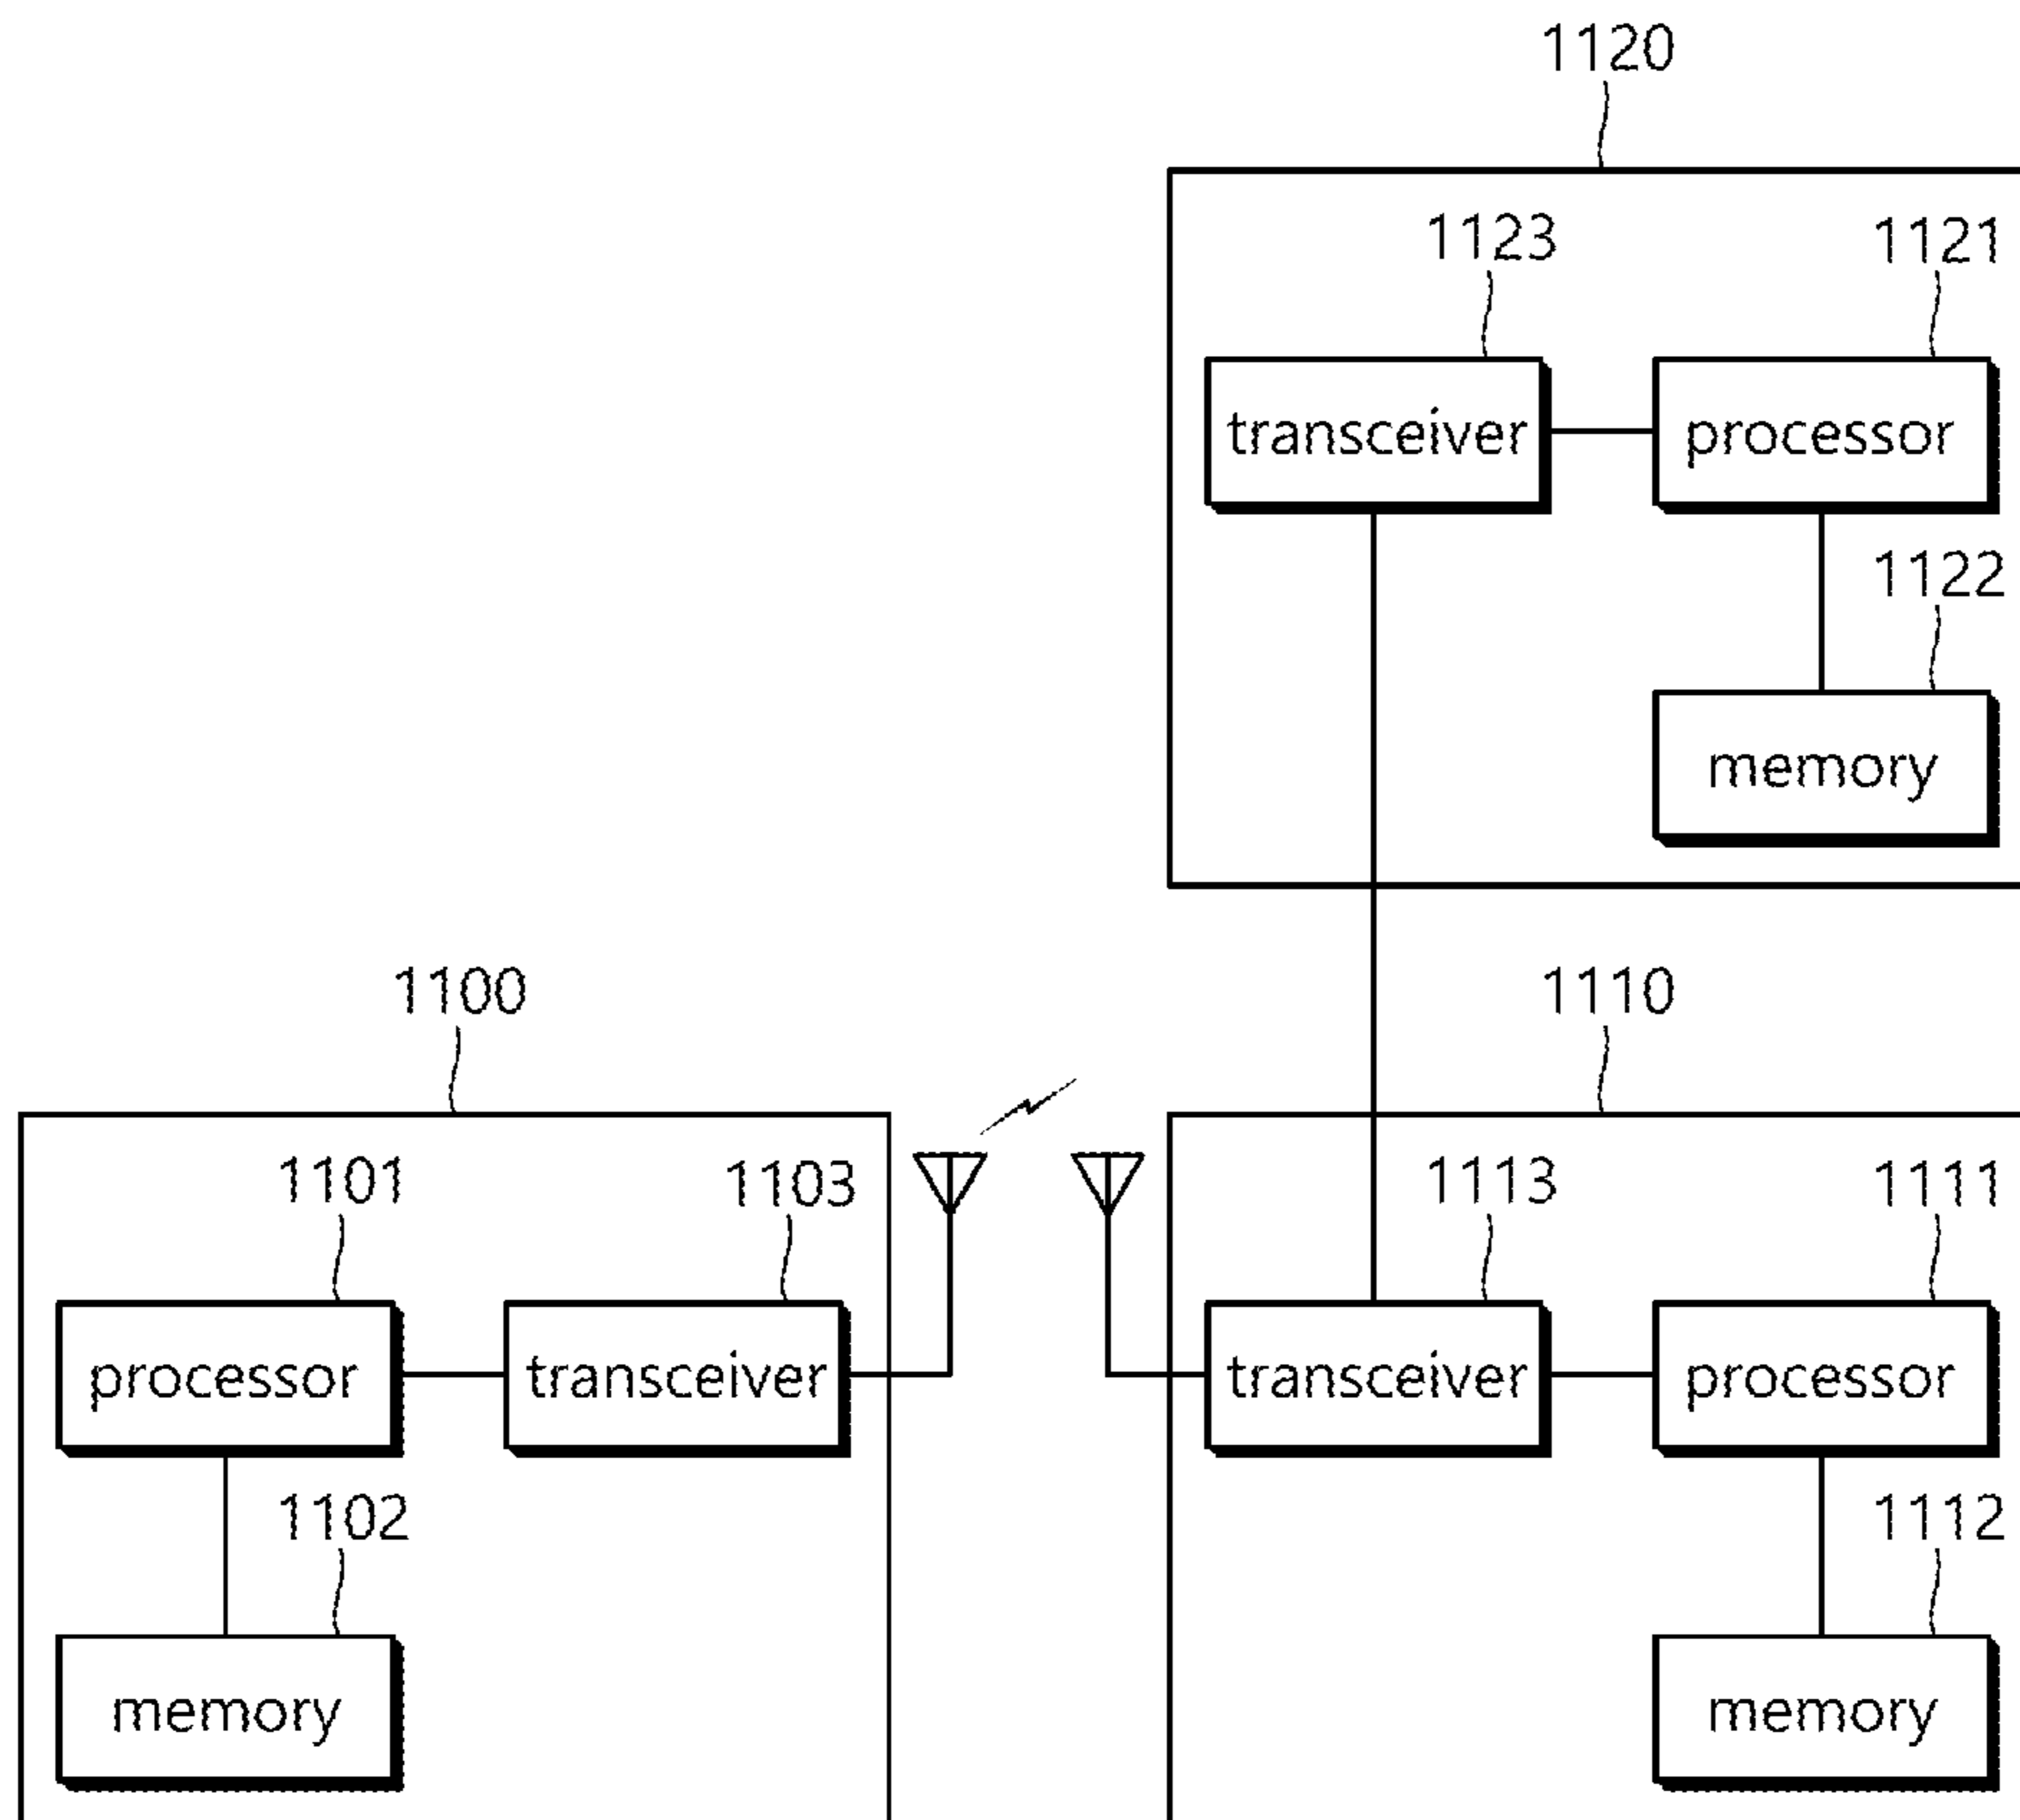 1120
1123 1121
transceiver processor
1122
memory
1100 1110
1101 1103 1113 1111
processor transceiver transceiver processor
1102 1112
memory memory